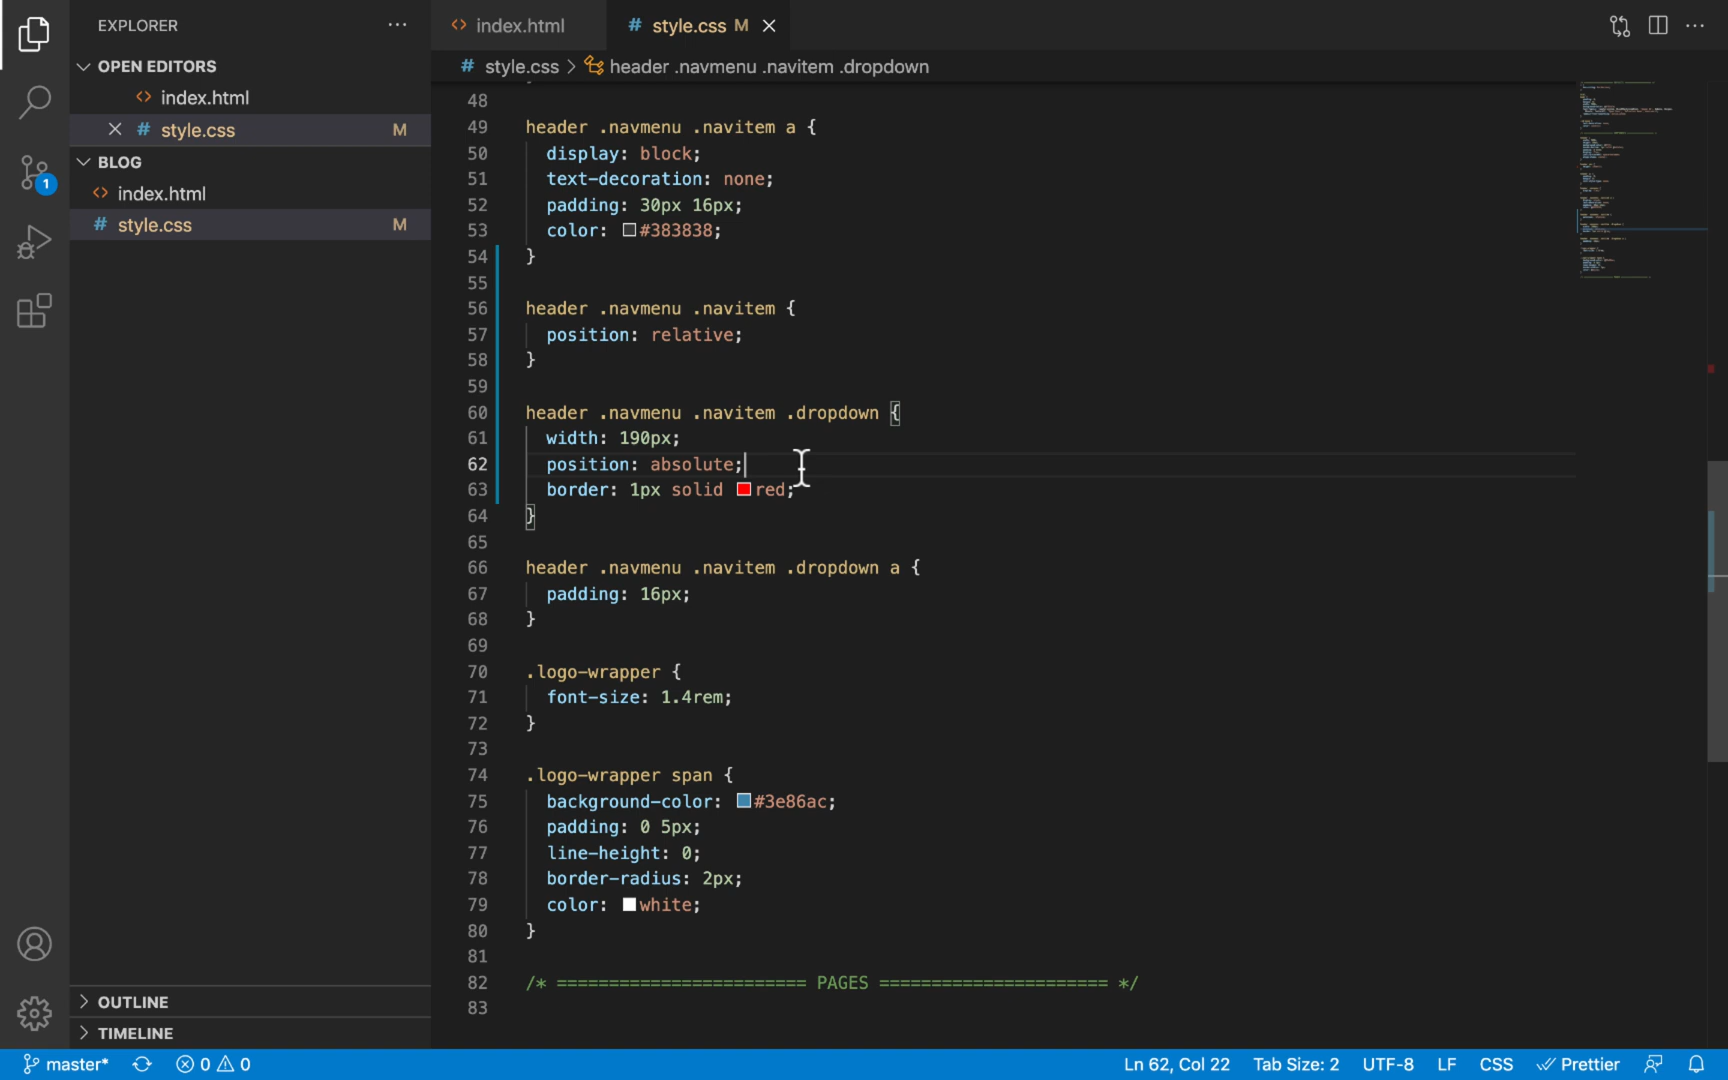 EXPLORER
OPEN EDITORS
index.html
style.css M
BLOG
index.html
style.css M
OUTLINE
TIMELINE
index.html
style.css M
style.css > header .navmenu .navitem .dropdown
48
49 header .navmenu .navitem a {
50 display: block;
51 text-decoration: none;
52 padding: 30px 16px;
53 color: #383838;
54 }
55
56 header .navmenu .navitem {
57 position: relative;
58 }
59
60 header .navmenu .navitem .dropdown {
61 width: 190px;
62 position: absolute;
63 border: 1px solid red;
64 }
65
66 header .navmenu .navitem .dropdown a {
67 padding: 16px;
68 }
69
70 .logo-wrapper {
71 font-size: 1.4rem;
72 }
73
74 .logo-wrapper span {
75 background-color: #3e86ac;
76 padding: 0 5px;
77 line-height: 0;
78 border-radius: 2px;
79 color: white;
80 }
81
82 /* ======================== PAGES ====================== */
83
1
master* 0 0 Ln 62, Col 22 Tab Size: 2 UTF-8 LF CSS Prettier